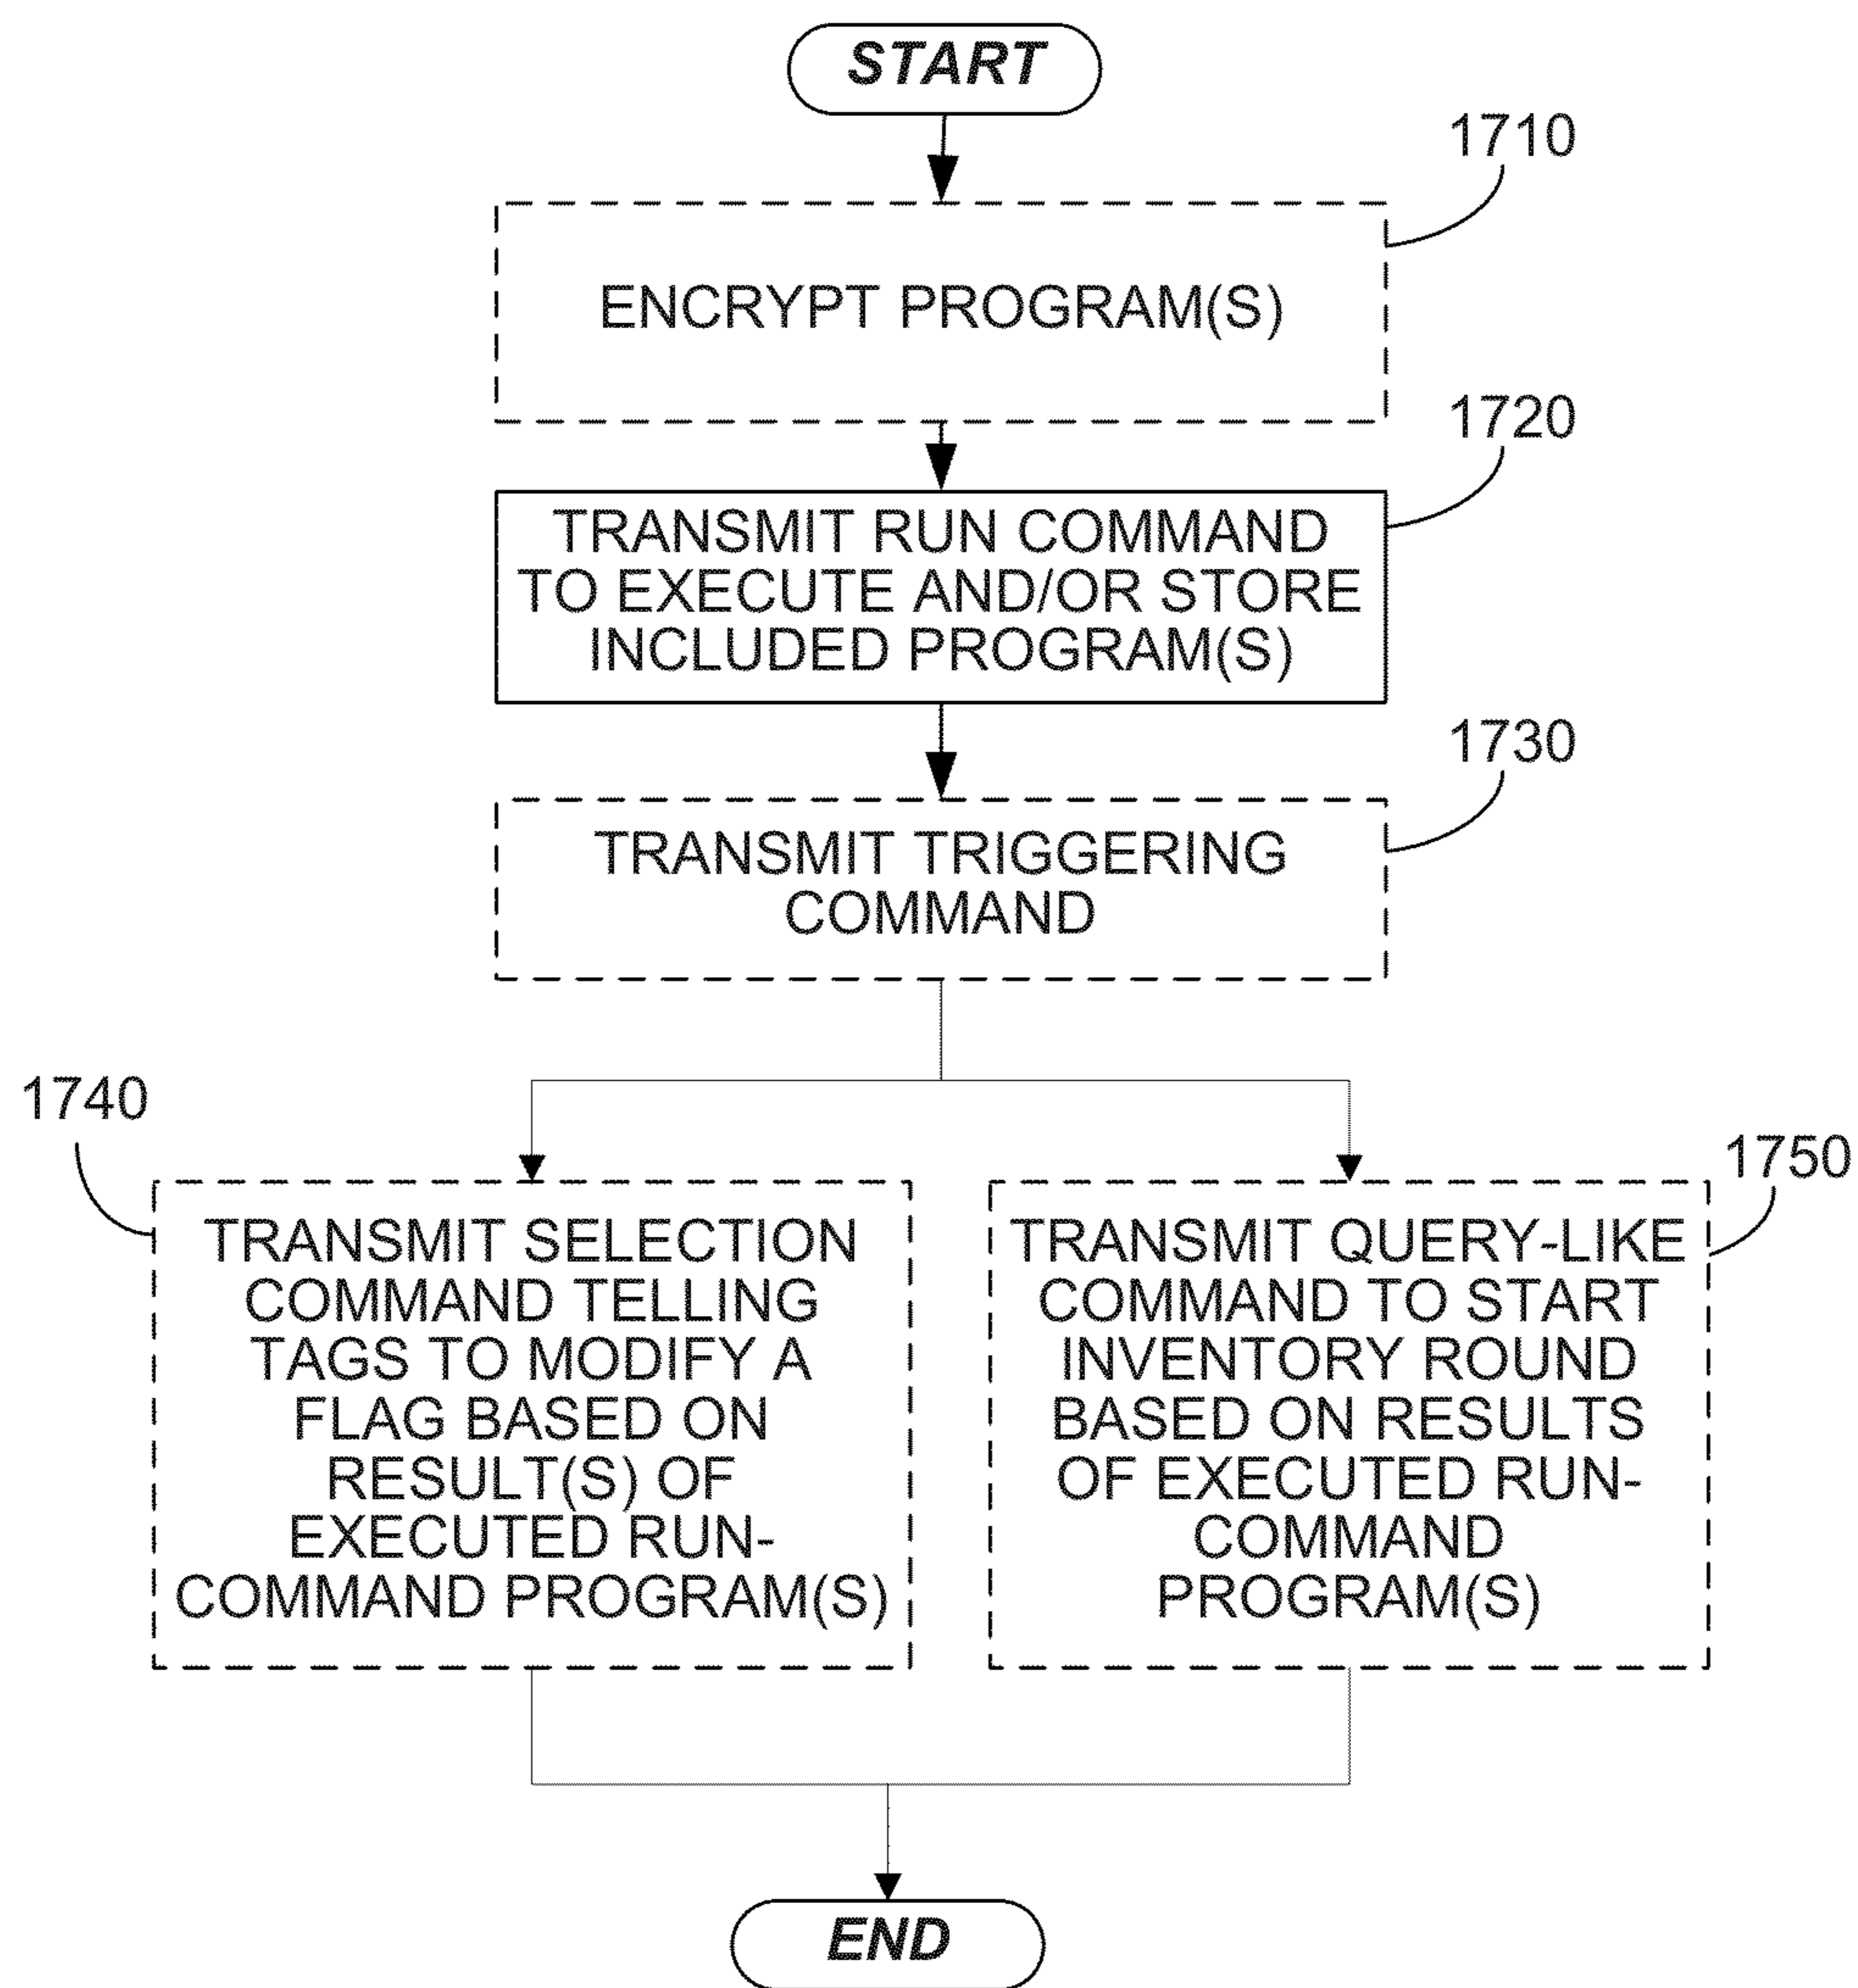 START
1710
ENCRYPT PROGRAM(S)
1720
TRANSMIT RUN COMMAND
TO EXECUTE AND/OR STORE
INCLUDED PROGRAM(S)
1730
TRANSMIT TRIGGERING
COMMAND
1740
TRANSMIT SELECTION
COMMAND TELLING
TAGS TO MODIFY A
FLAG BASED ON
RESULT(S) OF
EXECUTED RUN-
COMMAND PROGRAM(S)
1750
TRANSMIT QUERY-LIKE
COMMAND TO START
INVENTORY ROUND
BASED ON RESULTS
OF EXECUTED RUN-
COMMAND
PROGRAM(S)
END